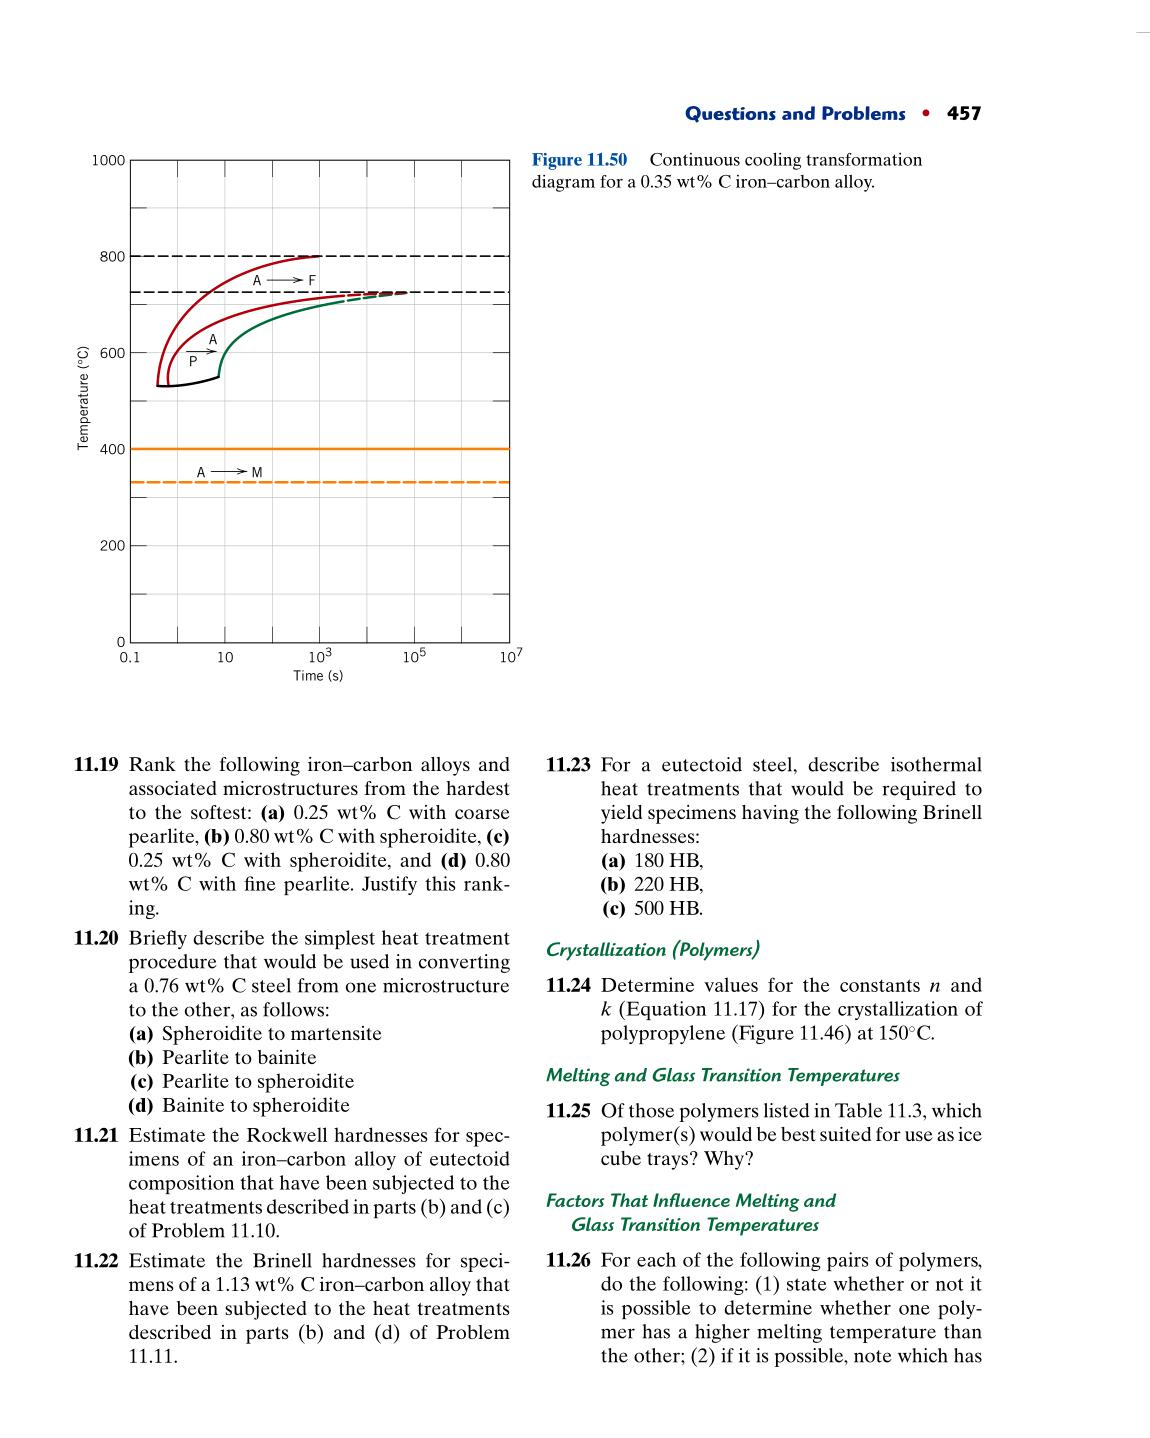 Questions and Problems • 457
Figure 11.50 Continuous cooling transformation
diagram for a 0.35 wt% C iron–carbon alloy.
1000
800
600
400
200
0
Temperature (°C)
A → F
A
→
P
A → M
0.1
10
10³
10⁵
10⁷
Time (s)
11.19 Rank the following iron–carbon alloys and
associated microstructures from the hardest
to the softest: (a) 0.25 wt% C with coarse
pearlite, (b) 0.80 wt% C with spheroidite, (c)
0.25 wt% C with spheroidite, and (d) 0.80
wt% C with fine pearlite. Justify this rank-
ing.
11.20 Briefly describe the simplest heat treatment
procedure that would be used in converting
a 0.76 wt% C steel from one microstructure
to the other, as follows:
(a) Spheroidite to martensite
(b) Pearlite to bainite
(c) Pearlite to spheroidite
(d) Bainite to spheroidite
11.21 Estimate the Rockwell hardnesses for spec-
imens of an iron–carbon alloy of eutectoid
composition that have been subjected to the
heat treatments described in parts (b) and (c)
of Problem 11.10.
11.22 Estimate the Brinell hardnesses for speci-
mens of a 1.13 wt% C iron–carbon alloy that
have been subjected to the heat treatments
described in parts (b) and (d) of Problem
11.11.
11.23 For a eutectoid steel, describe isothermal
heat treatments that would be required to
yield specimens having the following Brinell
hardnesses:
(a) 180 HB,
(b) 220 HB,
(c) 500 HB.
Crystallization (Polymers)
11.24 Determine values for the constants n and
k (Equation 11.17) for the crystallization of
polypropylene (Figure 11.46) at 150°C.
Melting and Glass Transition Temperatures
11.25 Of those polymers listed in Table 11.3, which
polymer(s) would be best suited for use as ice
cube trays? Why?
Factors That Influence Melting and
Glass Transition Temperatures
11.26 For each of the following pairs of polymers,
do the following: (1) state whether or not it
is possible to determine whether one poly-
mer has a higher melting temperature than
the other; (2) if it is possible, note which has